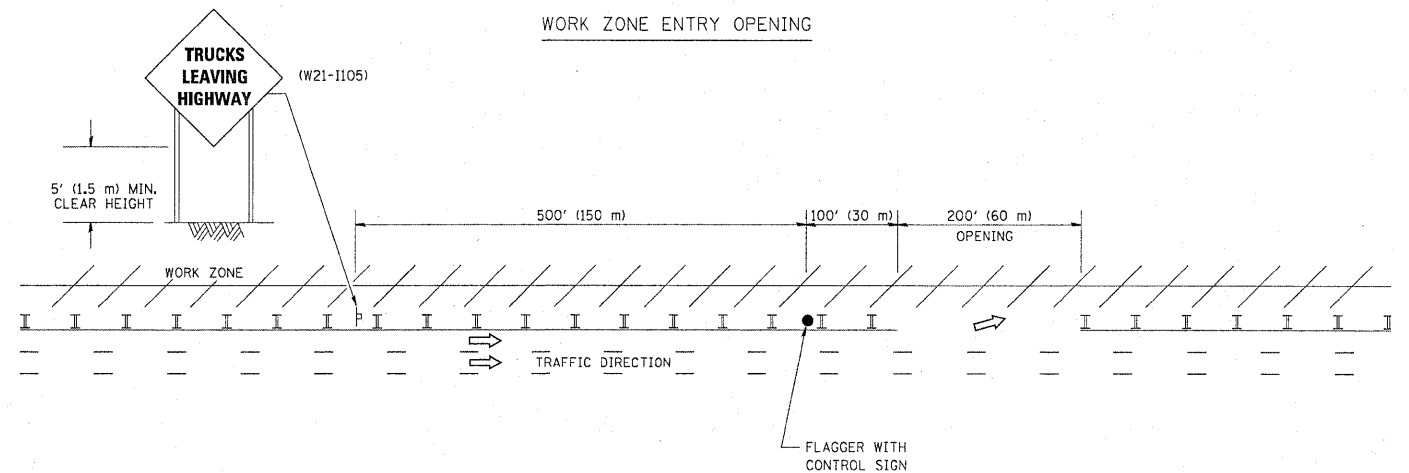 WORK ZONE ENTRY OPENING
TRUCKS
LEAVING
HIGHWAY
(W21-I105)
5' (1.5 m) MIN.
CLEAR HEIGHT
500' (150 m)
100' (30 m)
200' (60 m)
OPENING
WORK ZONE
TRAFFIC DIRECTION
FLAGGER WITH
CONTROL SIGN